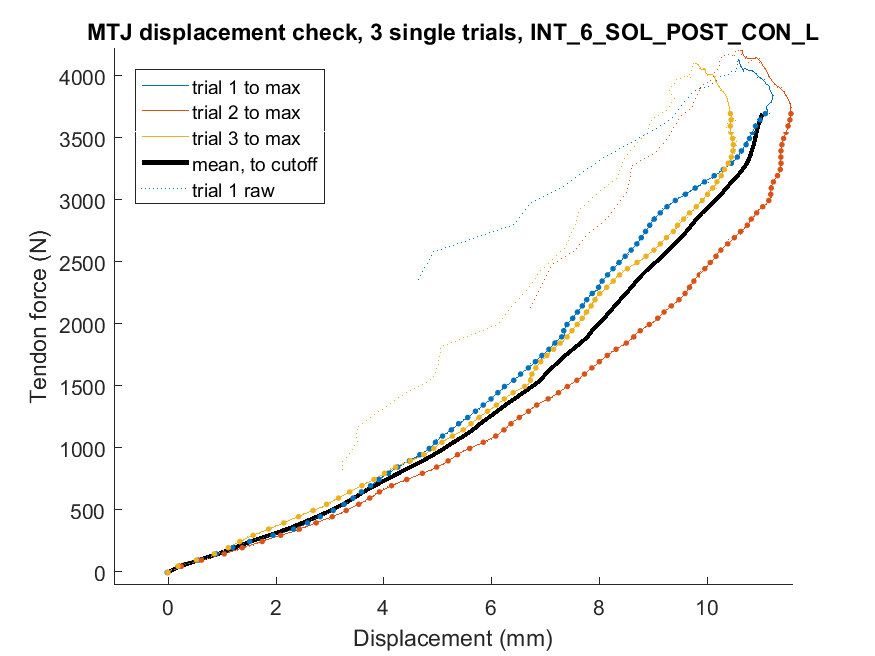 MTJ displacement check, 3 single trials, INT_6_SOL_POST_CON_L
trial 1 to max
trial 2 to max
trial 3 to max
mean, to cutoff
trial 1 raw
4000
3500
3000
2500
2000
1500
1000
500
0
Tendon force (N)
0 2 4 6 8 10
Displacement (mm)